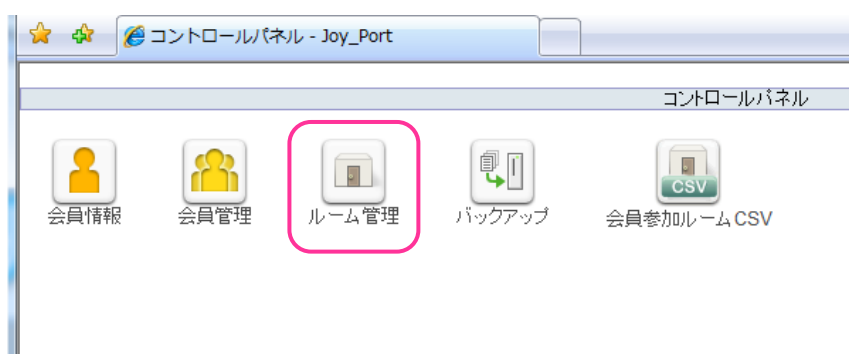 コントロールパネル - Joy_Port
コントロールパネル
会員情報
会員管理
ルーム管理
バックアップ
CSV
会員参加ルームCSV